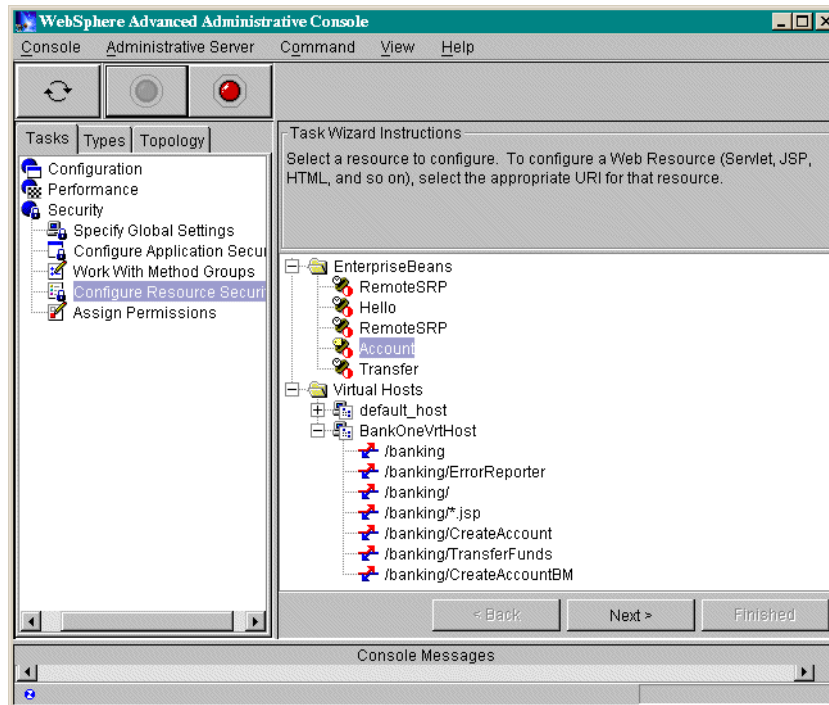 WebSphere Advanced Administrative Console
Console Administrative Server Command View Help
Tasks Types Topology
Configuration
Performance
Security
Specify Global Settings
Configure Application Secu
Work With Method Groups
Configure Resource Securit
Assign Permissions
Task Wizard Instructions
Select a resource to configure. To configure a Web Resource (Servlet, JSP,
HTML, and so on), select the appropriate URI for that resource.
EnterpriseBeans
RemoteSRP
Hello
RemoteSRP
Account
Transfer
Virtual Hosts
default_host
BankOneVrtHost
/banking
/banking/ErrorReporter
/banking/
/banking/*.jsp
/banking/CreateAccount
/banking/TransferFunds
/banking/CreateAccountBM
< Back Next > Finished
Console Messages